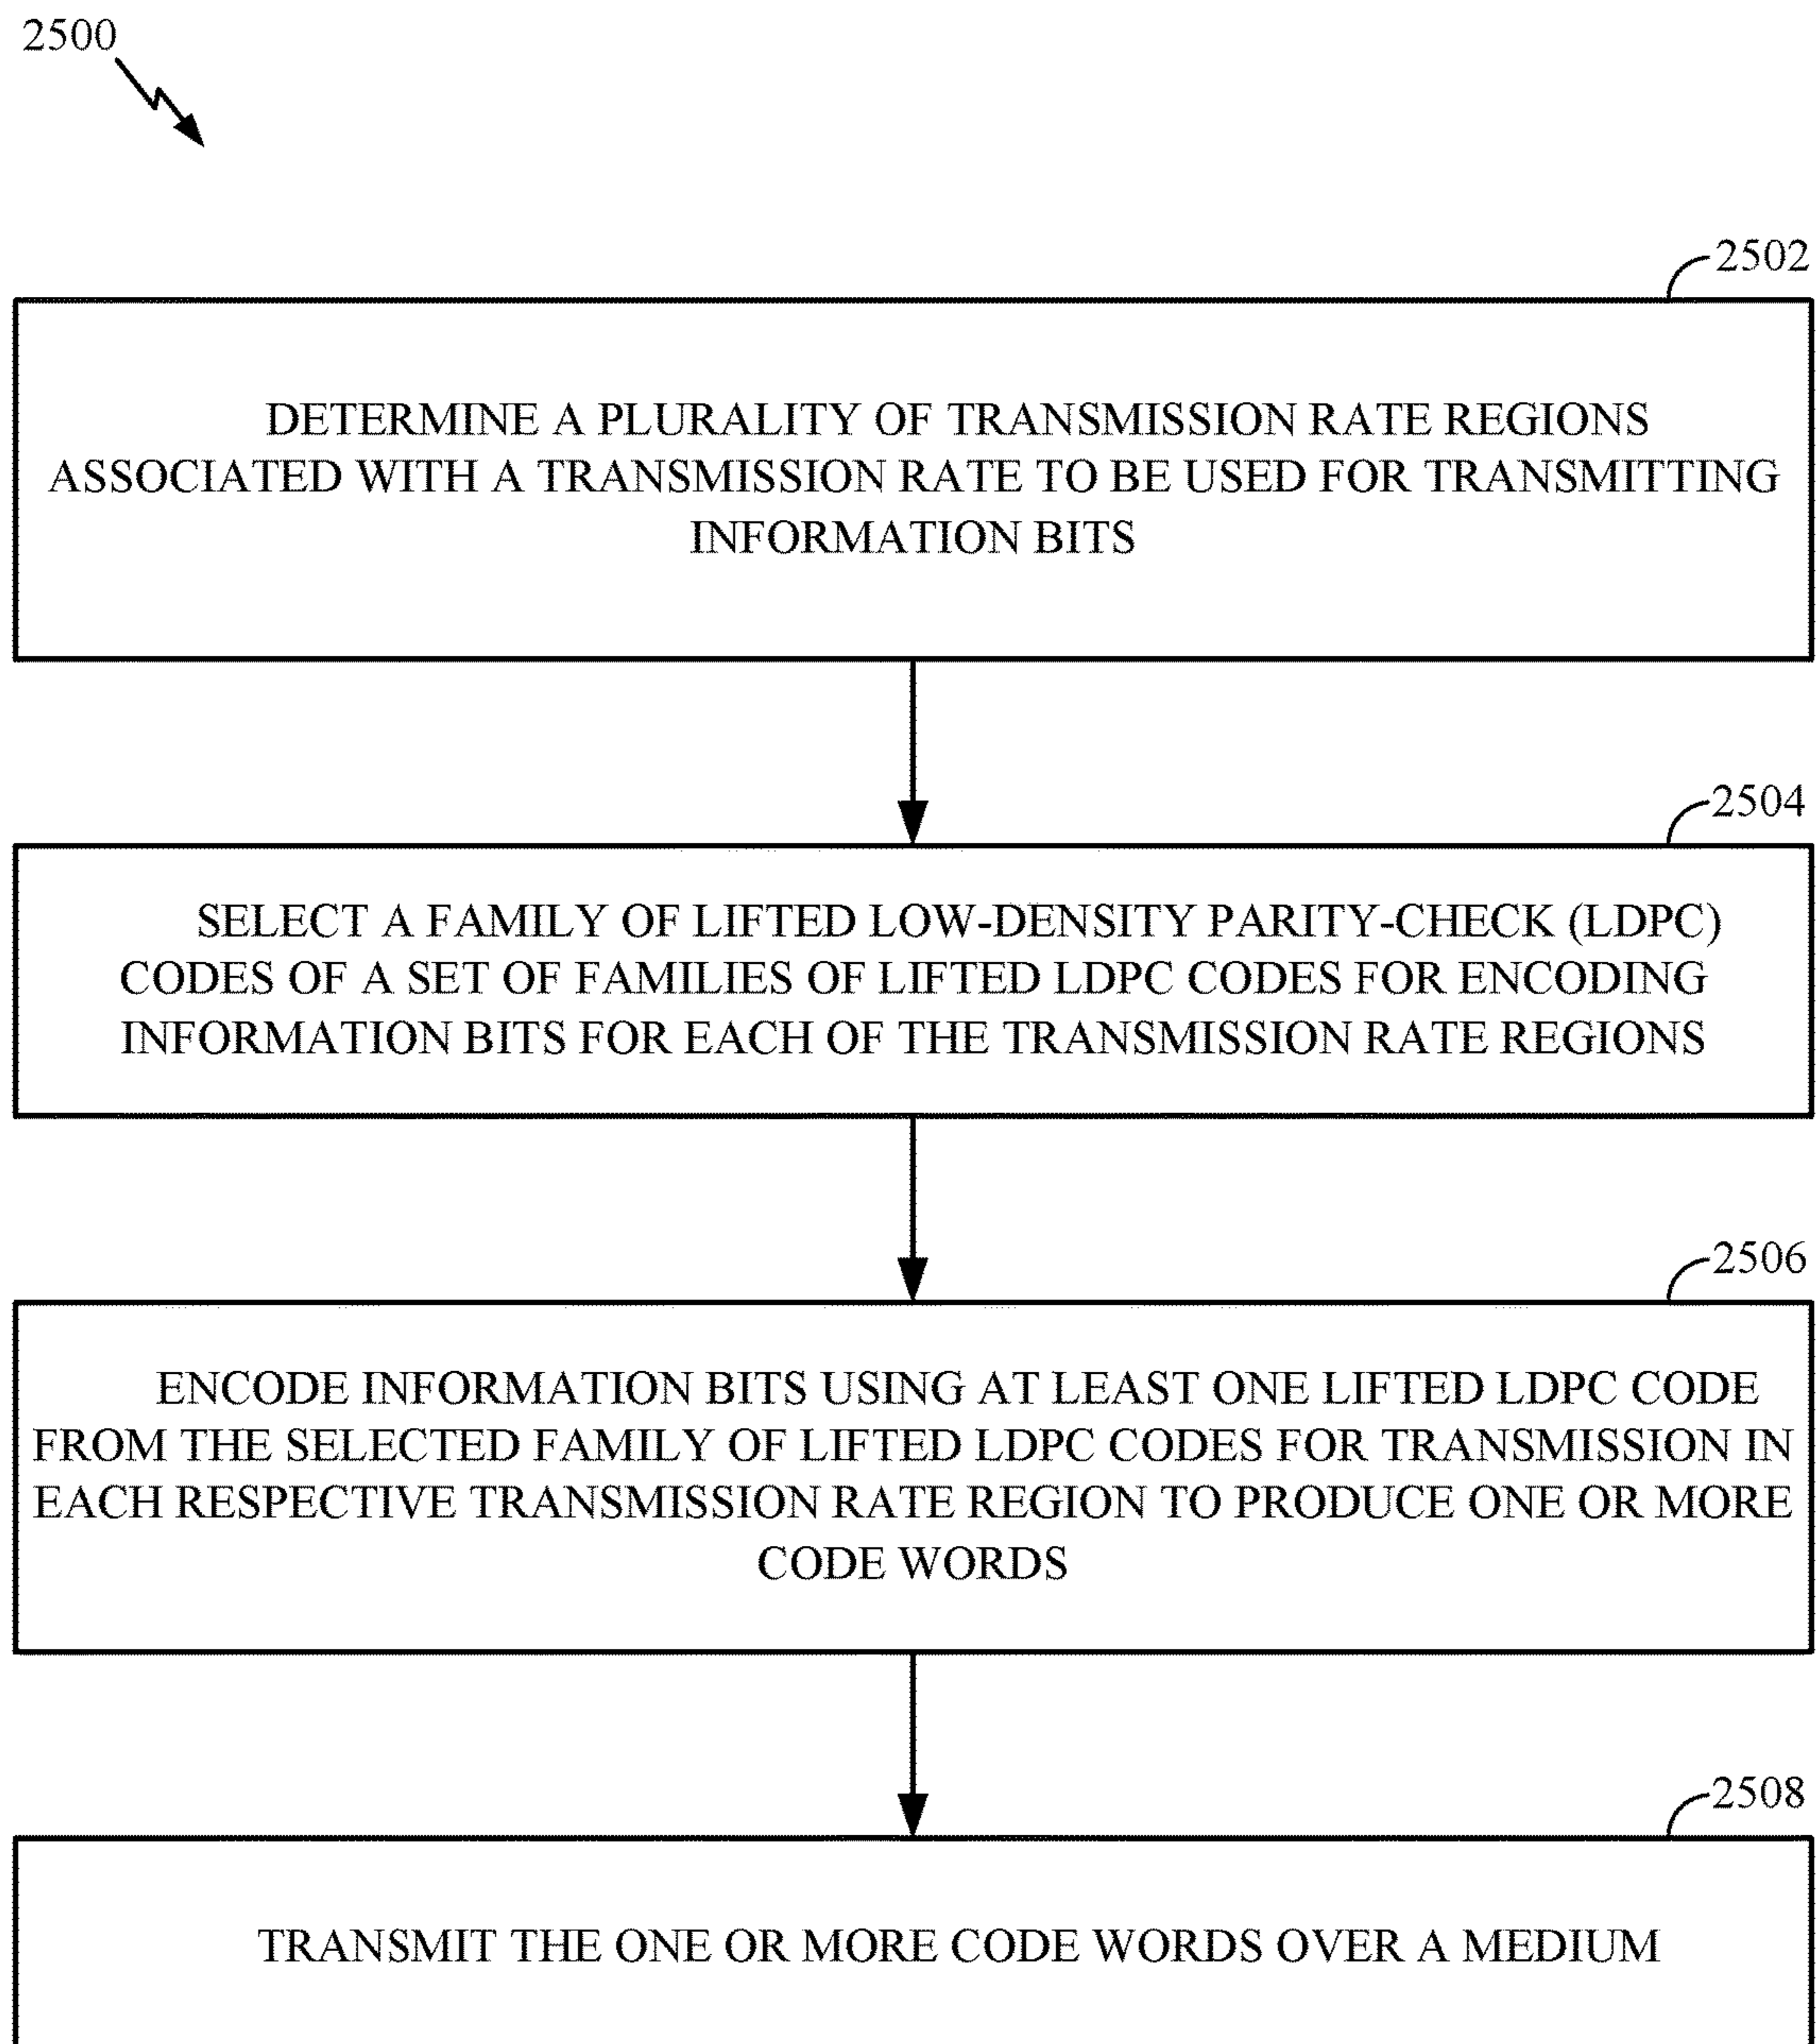 2500
2502
DETERMINE A PLURALITY OF TRANSMISSION RATE REGIONS
ASSOCIATED WITH A TRANSMISSION RATE TO BE USED FOR TRANSMITTING
INFORMATION BITS
2504
SELECT A FAMILY OF LIFTED LOW-DENSITY PARITY-CHECK (LDPC)
CODES OF A SET OF FAMILIES OF LIFTED LDPC CODES FOR ENCODING
INFORMATION BITS FOR EACH OF THE TRANSMISSION RATE REGIONS
2506
ENCODE INFORMATION BITS USING AT LEAST ONE LIFTED LDPC CODE
FROM THE SELECTED FAMILY OF LIFTED LDPC CODES FOR TRANSMISSION IN
EACH RESPECTIVE TRANSMISSION RATE REGION TO PRODUCE ONE OR MORE
CODE WORDS
2508
TRANSMIT THE ONE OR MORE CODE WORDS OVER A MEDIUM